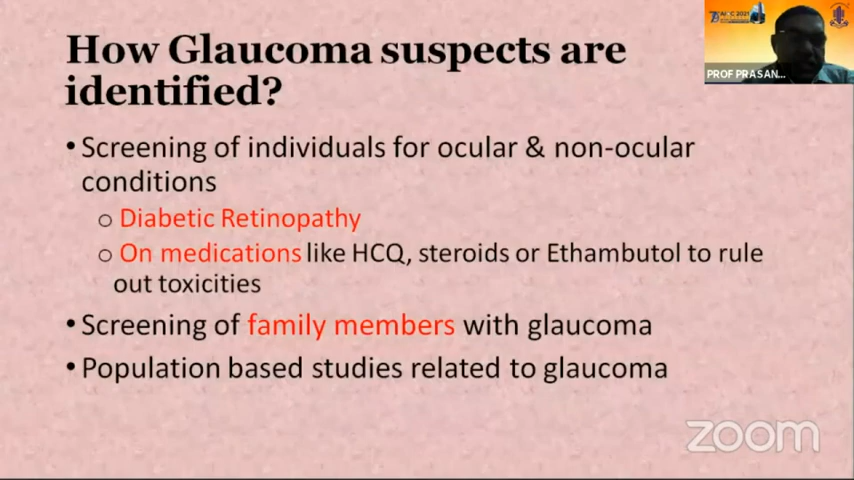 How Glaucoma suspects are
identified?
• Screening of individuals for ocular & non-ocular
conditions
o Diabetic Retinopathy
o On medications like HCQ, steroids or Ethambutol to rule
out toxicities
• Screening of family members with glaucoma
• Population based studies related to glaucoma
PROF PRASAN...
zoom